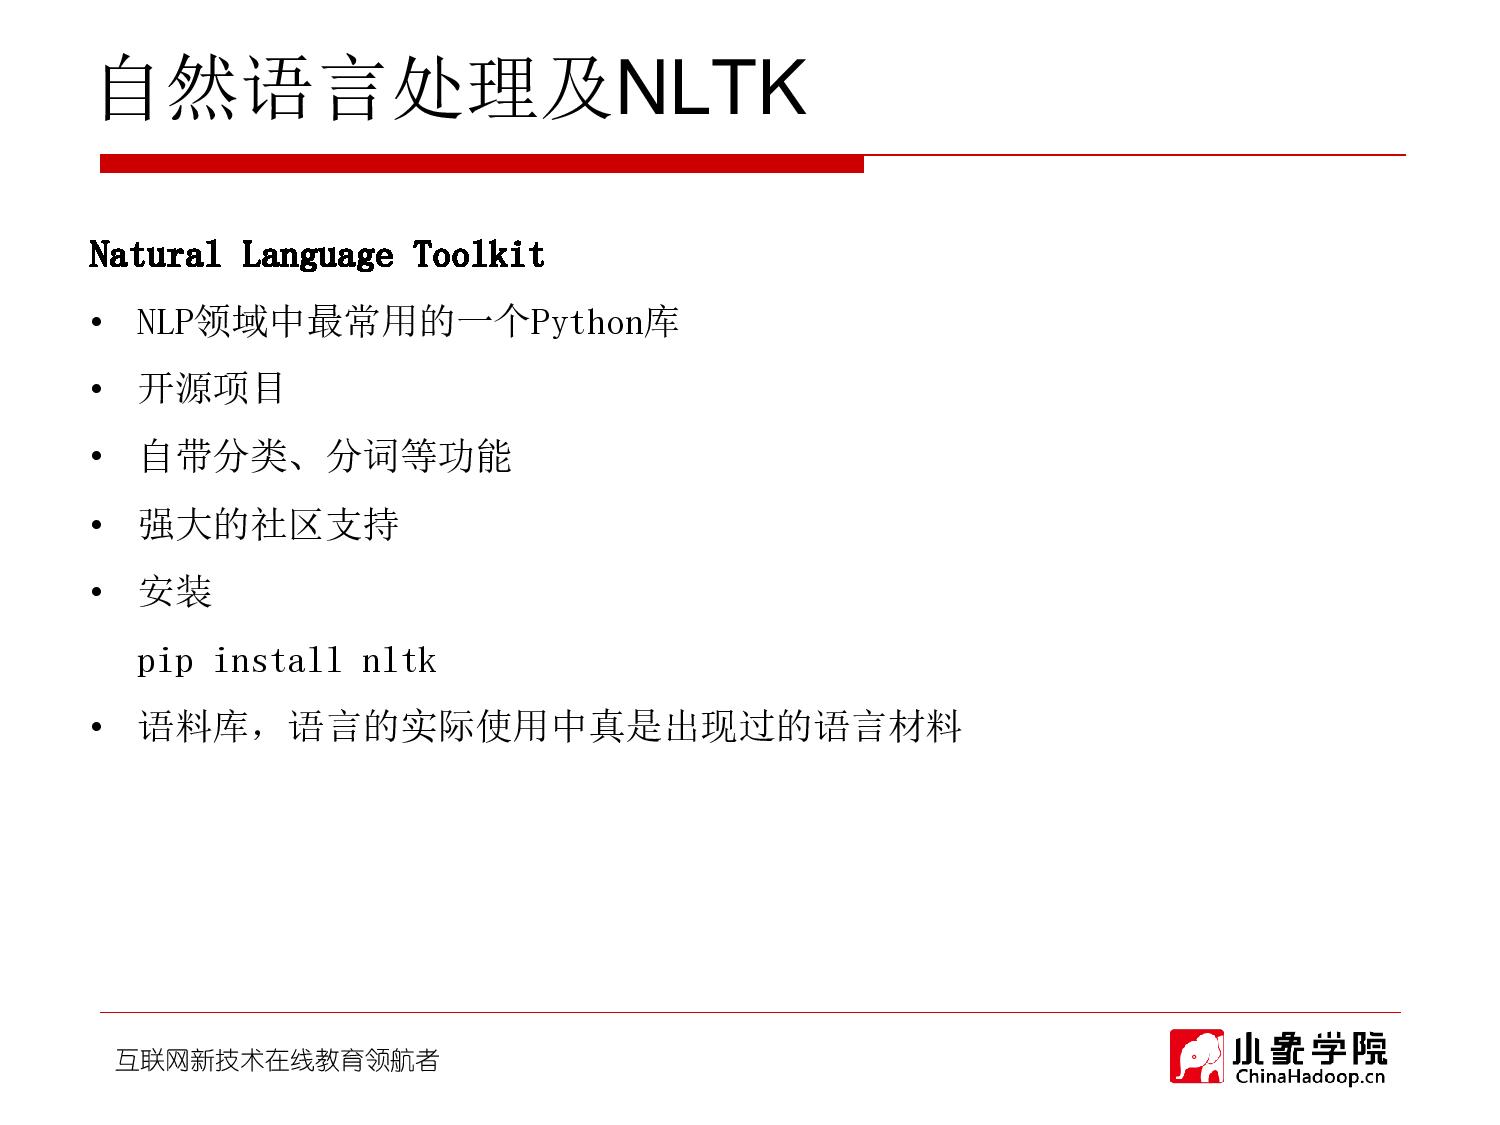 自然语言处理及NLTK
Natural Language Toolkit
• NLP领域中最常用的一个Python库
• 开源项目
• 自带分类、分词等功能
• 强大的社区支持
• 安装
pip install nltk
• 语料库，语言的实际使用中真是出现过的语言材料
互联网新技术在线教育领航者
小象学院
ChinaHadoop.cn